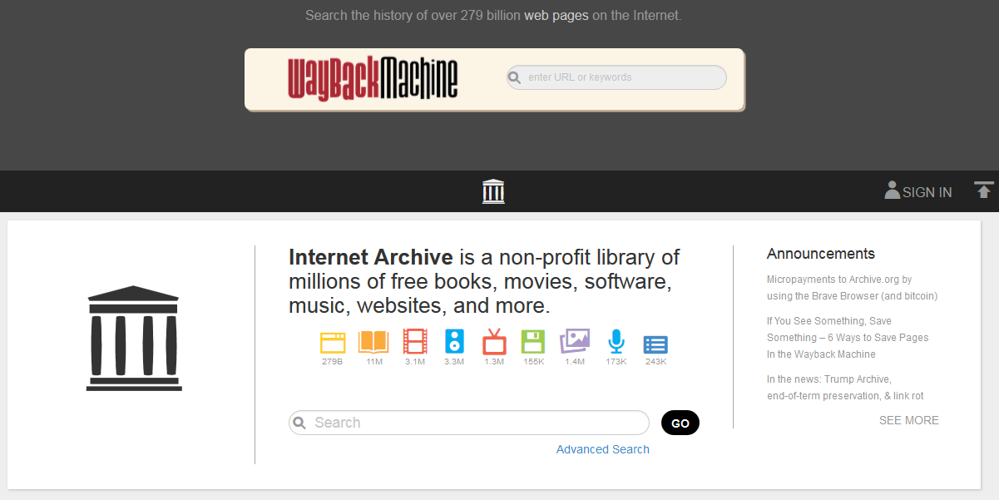 Search the history of over 279 billion web pages on the Internet.
WayBackMachine
enter URL or keywords
SIGN IN
Internet Archive is a non-profit library of
millions of free books, movies, software,
music, websites, and more.
279B 11M 3.1M 3.3M 1.3M 155K 1.4M 173K 243K
Search
GO
Advanced Search
Announcements
Micropayments to Archive.org by
using the Brave Browser (and bitcoin)
If You See Something, Save
Something – 6 Ways to Save Pages
In the Wayback Machine
In the news: Trump Archive,
end-of-term preservation, & link rot
SEE MORE